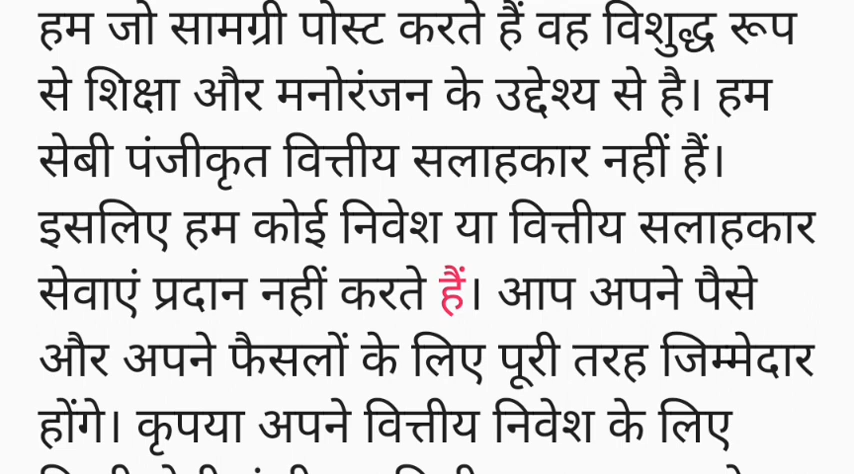 हम जो सामग्री पोस्ट करते हैं वह विशुद्ध रूप
से शिक्षा और मनोरंजन के उद्देश्य से है। हम
सेबी पंजीकृत वित्तीय सलाहकार नहीं हैं।
इसलिए हम कोई निवेश या वित्तीय सलाहकार
सेवाएं प्रदान नहीं करते हैं। आप अपने पैसे
और अपने फैसलों के लिए पूरी तरह जिम्मेदार
होंगे। कृपया अपने वित्तीय निवेश के लिए